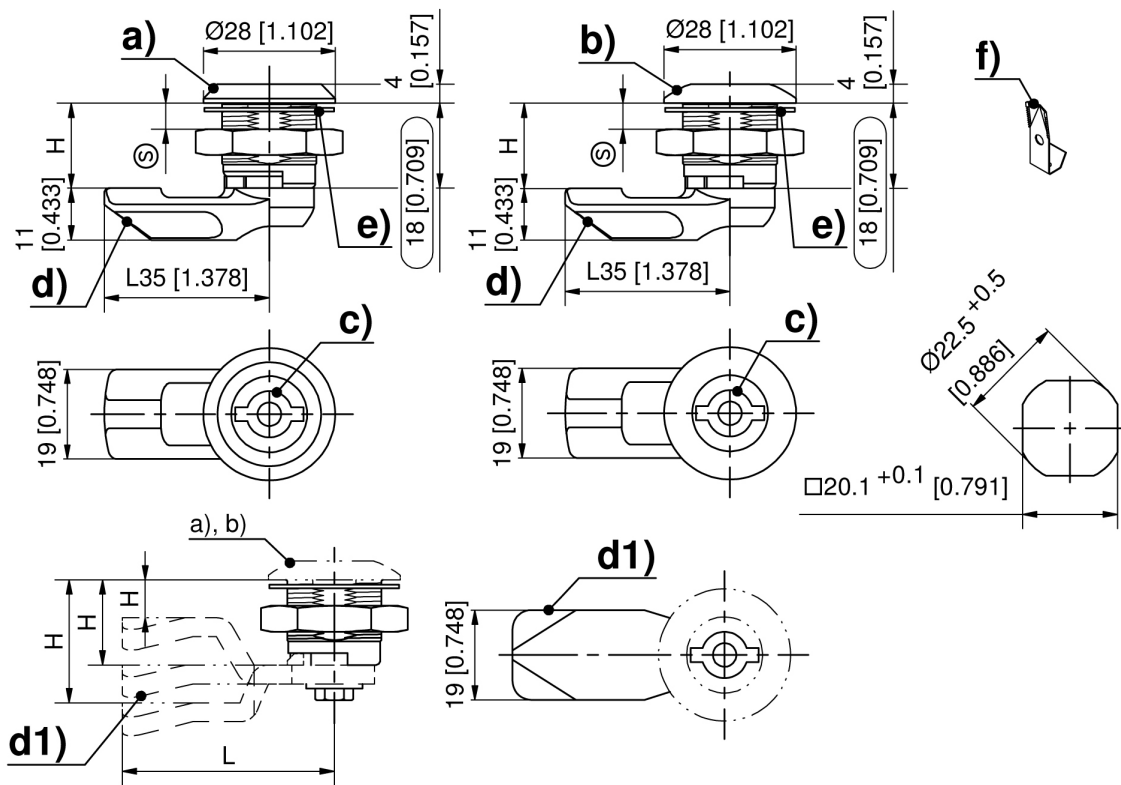 a)
Ø28 [1.102]
4
[0.157]
H
Ⓢ
18 [0.709]
11
[0.433]
e)
d)
L35 [1.378]
b)
Ø28 [1.102]
4
[0.157]
H
Ⓢ
18 [0.709]
11
[0.433]
e)
d)
L35 [1.378]
f)
c)
19 [0.748]
c)
19 [0.748]
Ø22.5 +0.5
[0.886]
□20.1 +0.1 [0.791]
a), b)
H
H
H
d1)
L
d1)
19 [0.748]